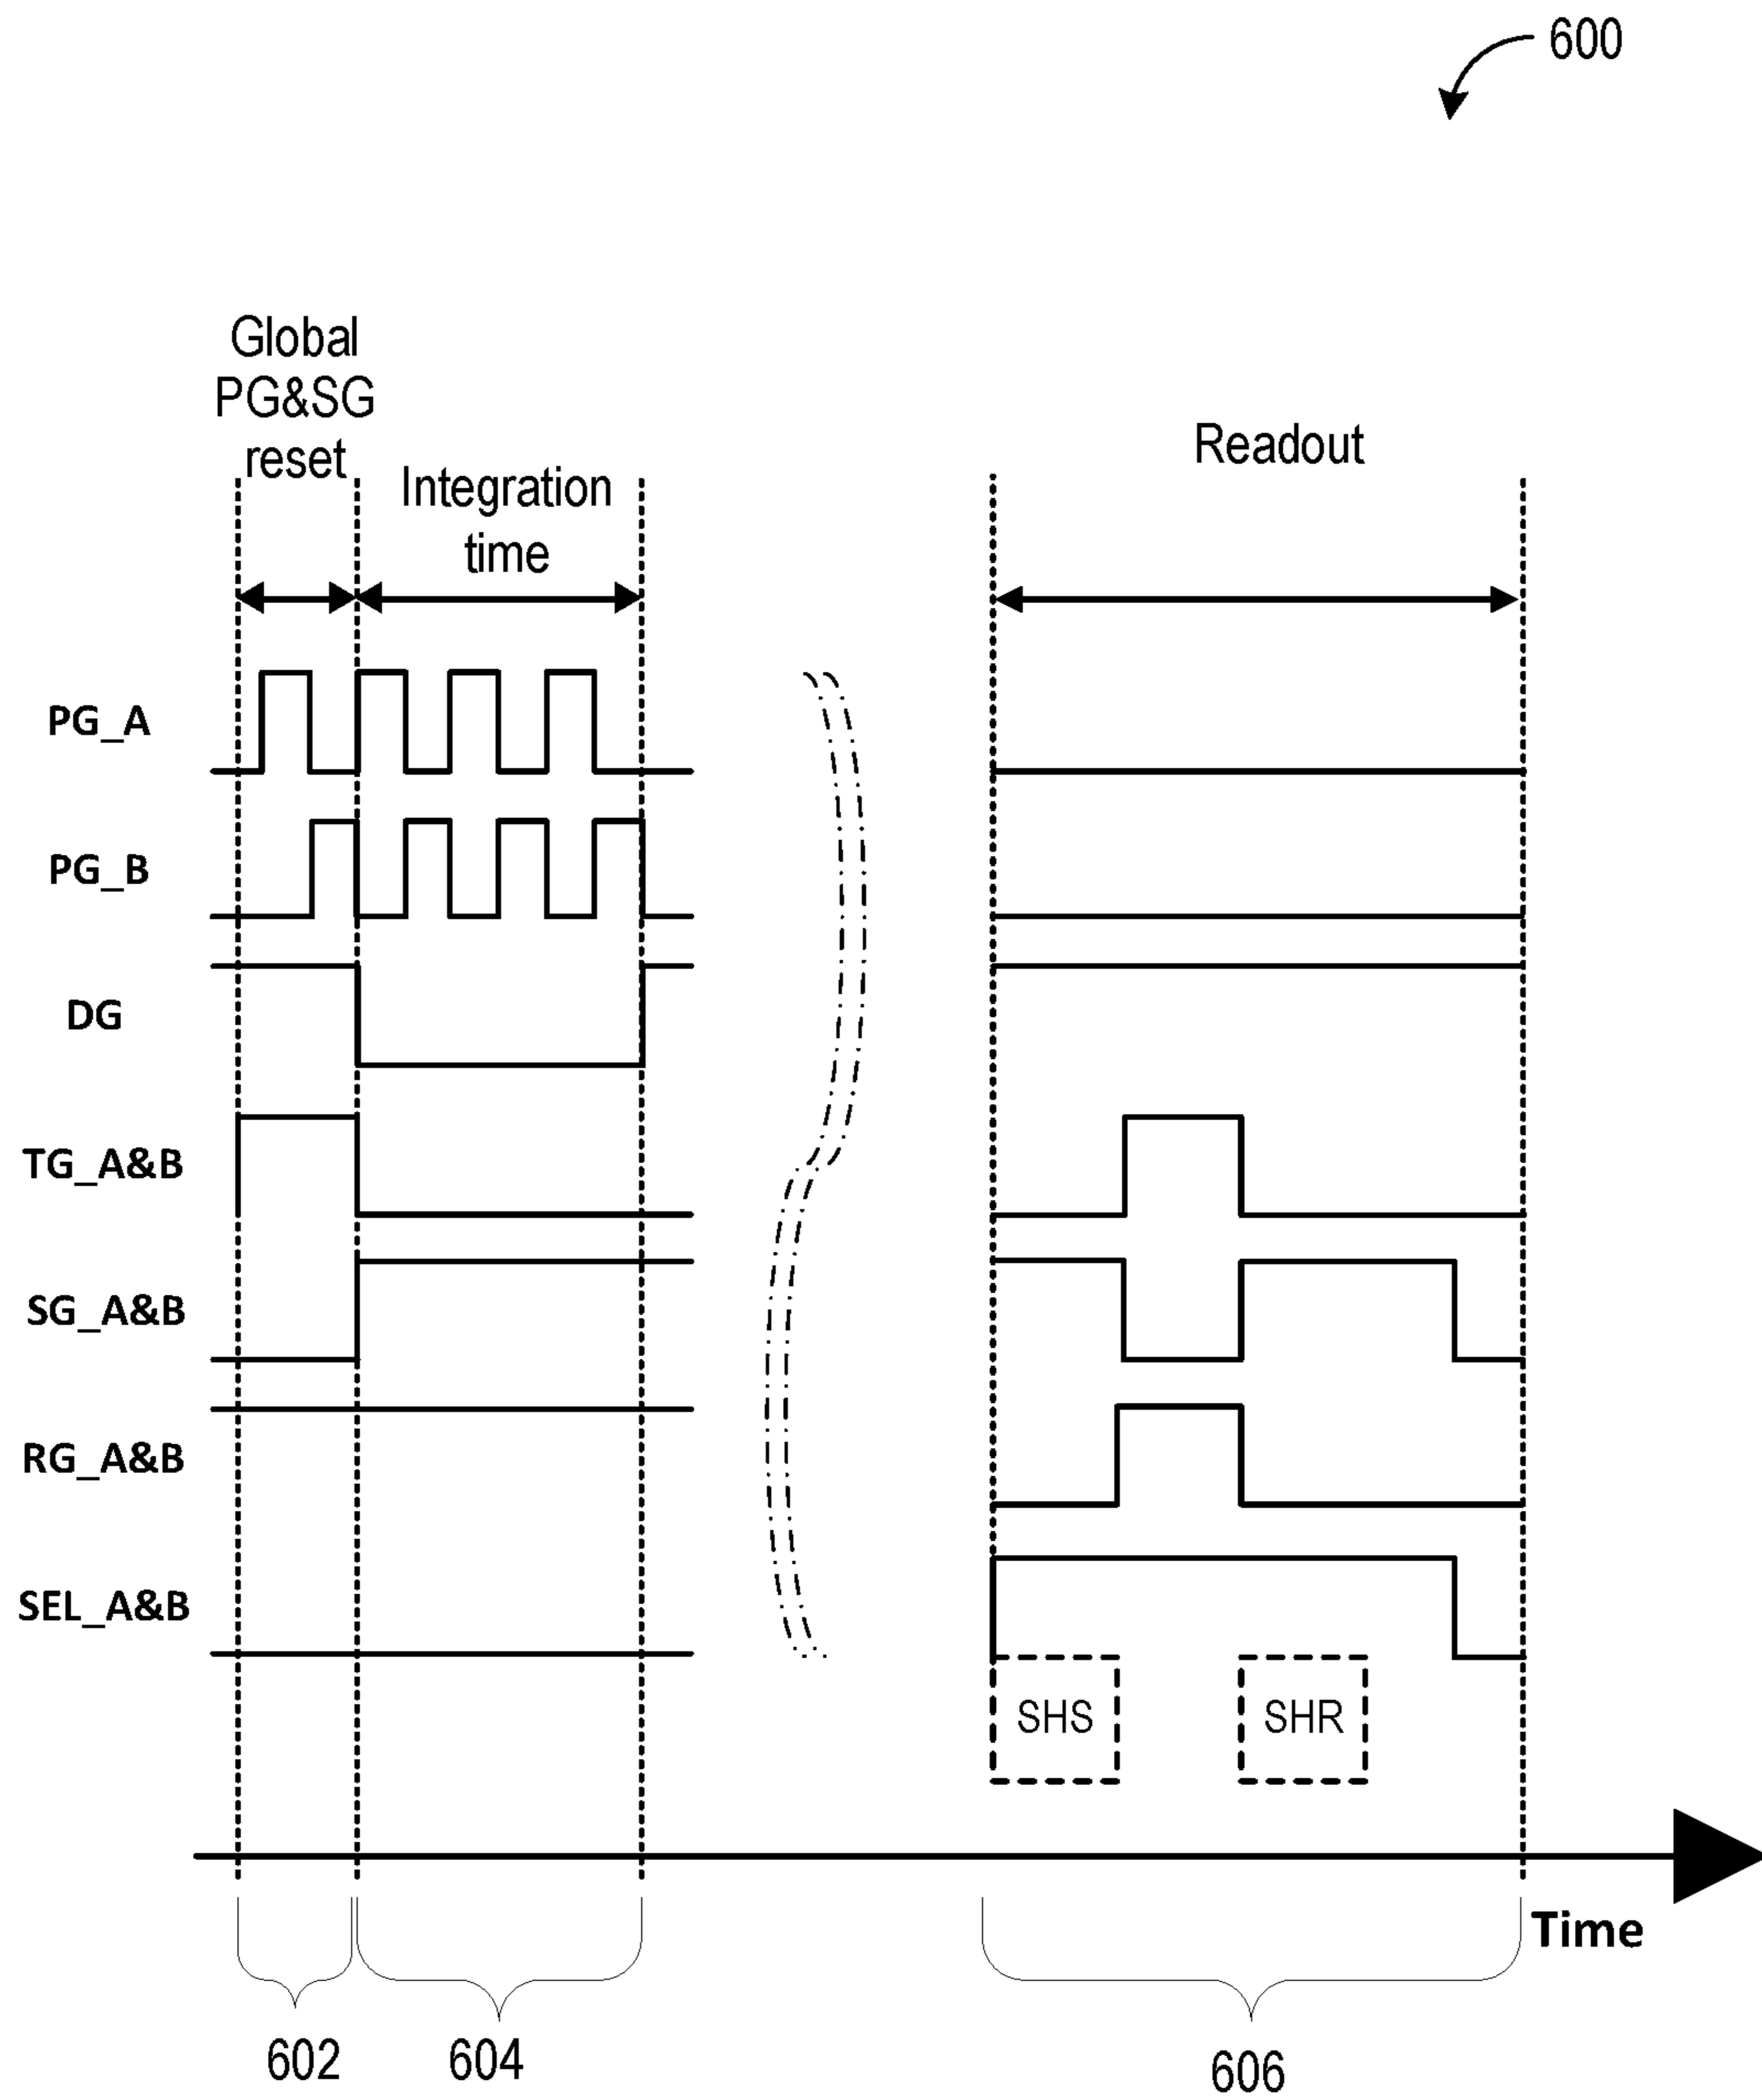 600
Global
PG&SG
reset
Integration
time
Readout
PG_A
PG_B
DG
TG_A&B
SG_A&B
RG_A&B
SEL_A&B
SHS
SHR
Time
602
604
606